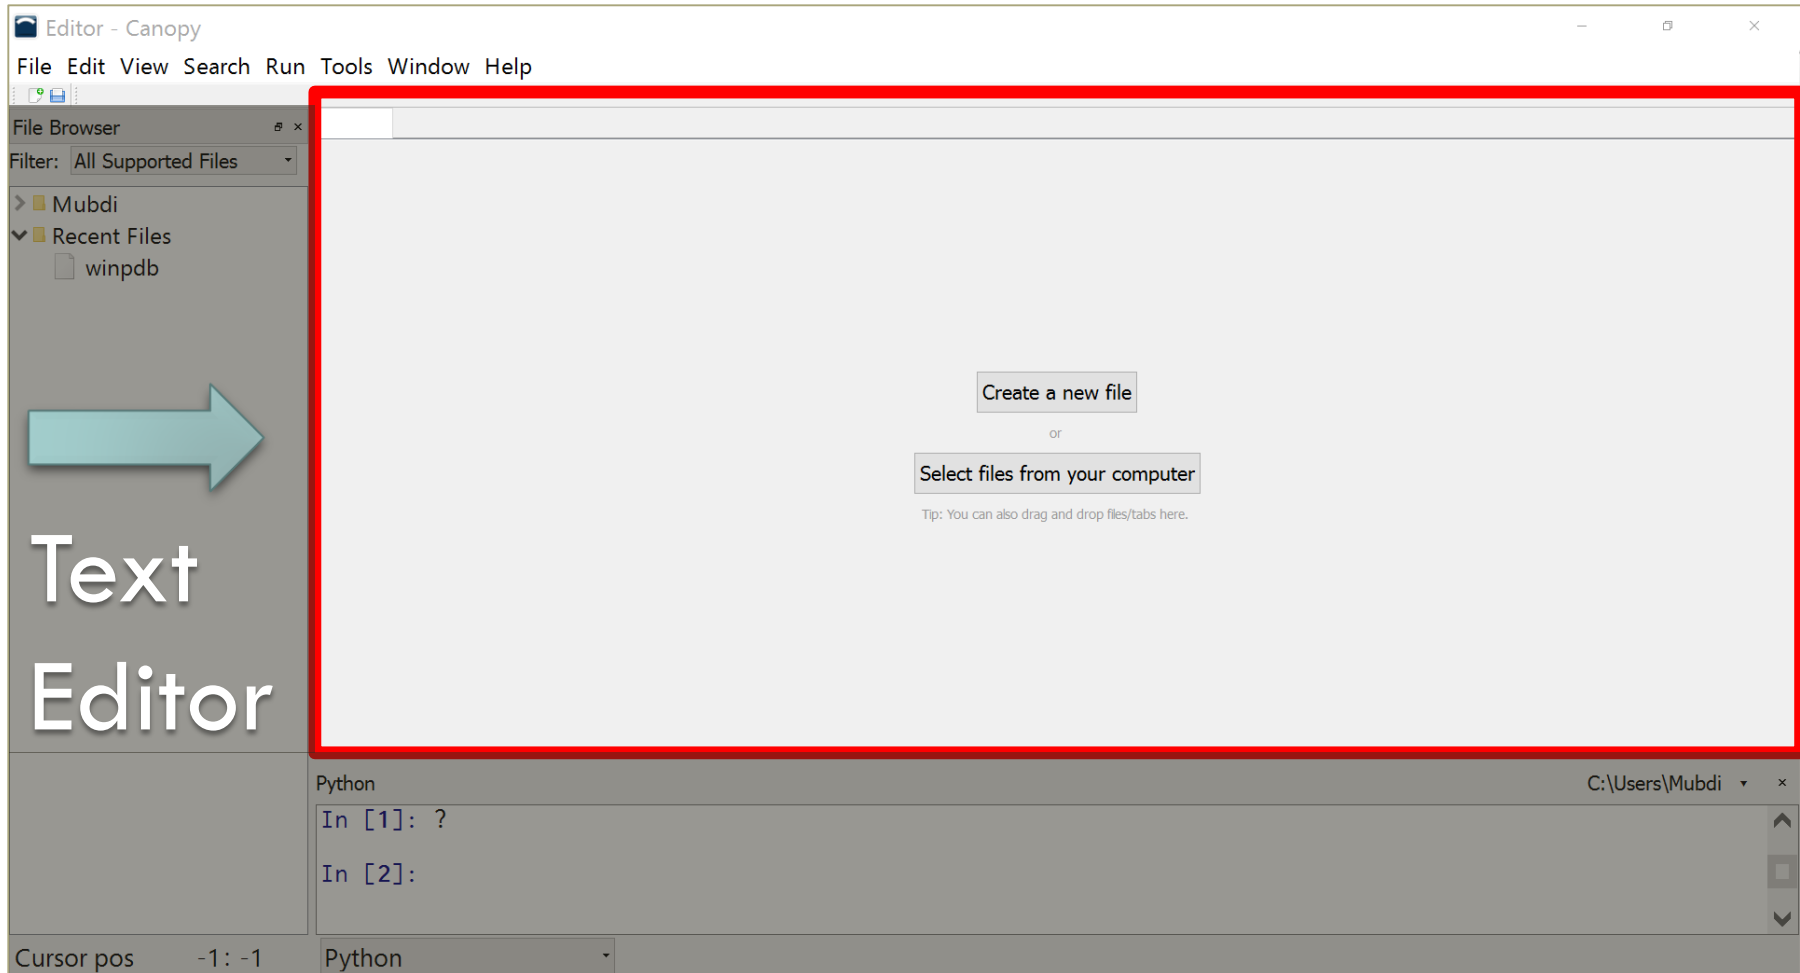 Editor - Canopy
File Edit View Search Run Tools Window Help
File Browser
Filter: All Supported Files
Mubdi
Recent Files
winpdb
Create a new file
or
Select files from your computer
Tip: You can also drag and drop files/tabs here.
Text
Editor
Python C:\Users\Mubdi
In [1]: ?
In [2]:
Cursor pos -1: -1 Python